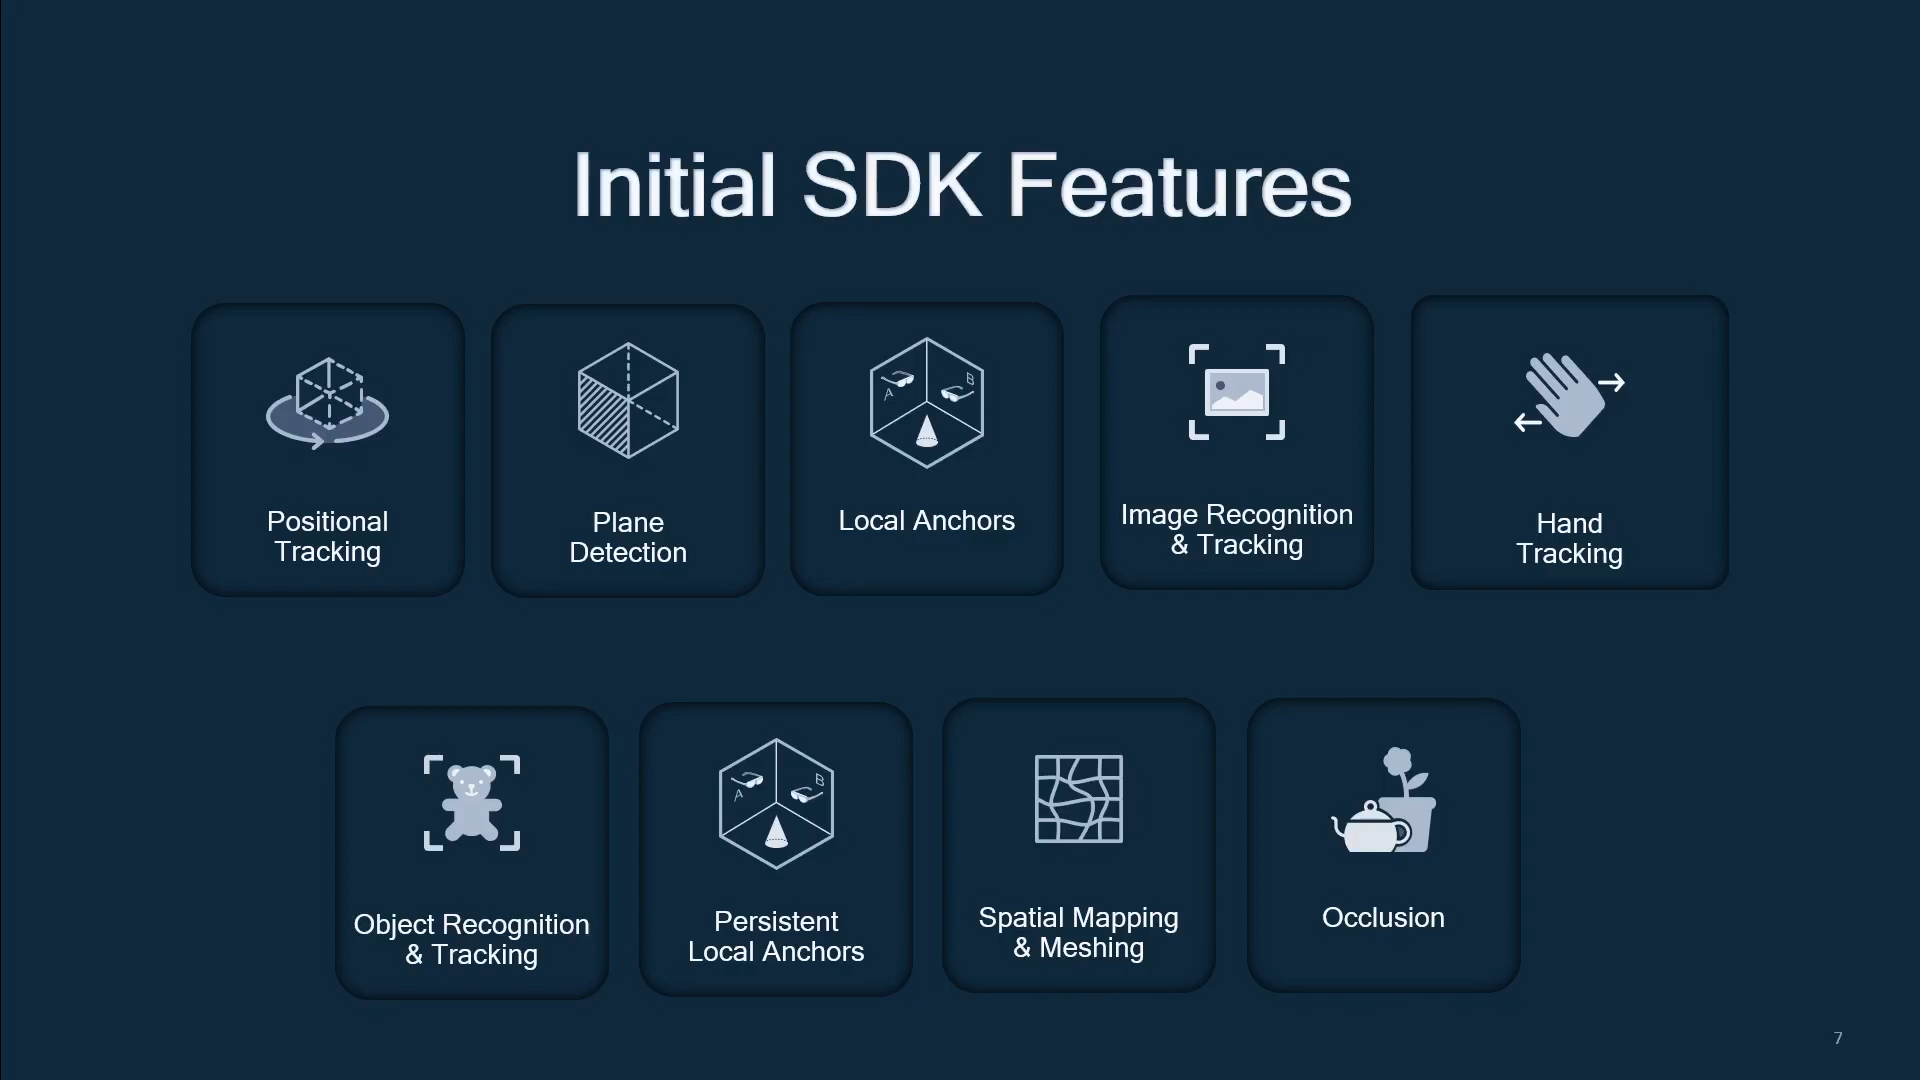 Initial SDK Features
Positional
Tracking
Plane
Detection
A
B
Local Anchors
Image Recognition
& Tracking
Hand
Tracking
Object Recognition
& Tracking
A
B
Persistent
Local Anchors
Spatial Mapping
& Meshing
Occlusion
7